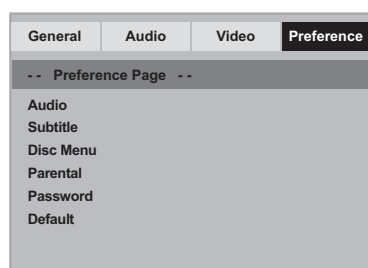 General Audio Video Preference
- - Preference Page - -
Audio
Subtitle
Disc Menu
Parental
Password
Default